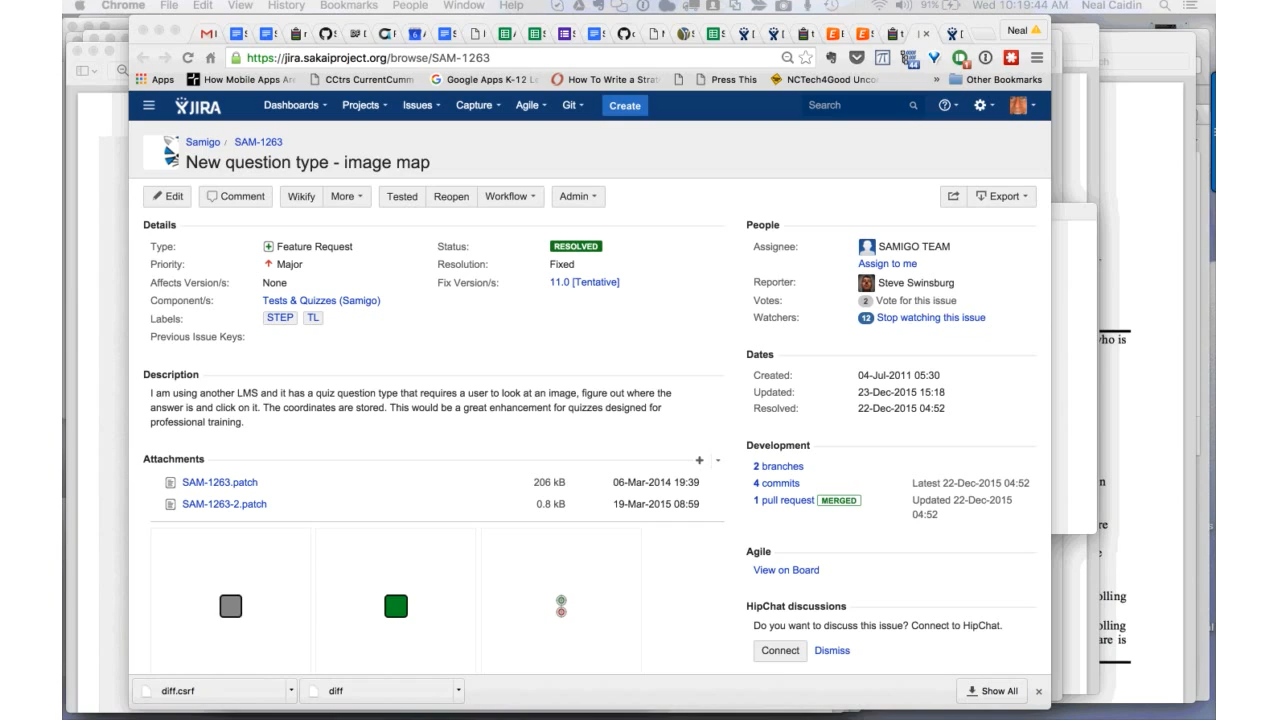 Chrome File Edit View History Bookmarks People Window Help 91% Wed 10:19:44 AM Neal Caidin
Neal
https://jira.sakaiproject.org/browse/SAM-1263
Apps How Mobile Apps Are CCtrs CurrentCumm Google Apps K-12 Le How To Write a Strat Press This NCTech4Good Unco » Other Bookmarks
JIRA Dashboards Projects Issues Capture Agile Git Create Search
Samigo / SAM-1263
New question type - image map
Edit Comment Wikify More Tested Reopen Workflow Admin Export
Details
Type: Feature Request
Status: RESOLVED
Priority: Major
Resolution: Fixed
Affects Version/s: None
Fix Version/s: 11.0 [Tentative]
Component/s: Tests & Quizzes (Samigo)
Labels: STEP TL
Previous Issue Keys:
Description
I am using another LMS and it has a quiz question type that requires a user to look at an image, figure out where the
answer is and click on it. The coordinates are stored. This would be a great enhancement for quizzes designed for
professional training.
Attachments
SAM-1263.patch 206 kB 06-Mar-2014 19:39
SAM-1263-2.patch 0.8 kB 19-Mar-2015 08:59
People
Assignee: SAMIGO TEAM
Assign to me
Reporter: Steve Swinsburg
Votes: 2 Vote for this issue
Watchers: 12 Stop watching this issue
Dates
Created: 04-Jul-2011 05:30
Updated: 23-Dec-2015 15:18
Resolved: 22-Dec-2015 04:52
Development
2 branches
4 commits Latest 22-Dec-2015 04:52
1 pull request MERGED Updated 22-Dec-2015
04:52
Agile
View on Board
HipChat discussions
Do you want to discuss this issue? Connect to HipChat.
Connect Dismiss
diff.csrf diff Show All
who is
olling
olling
are is